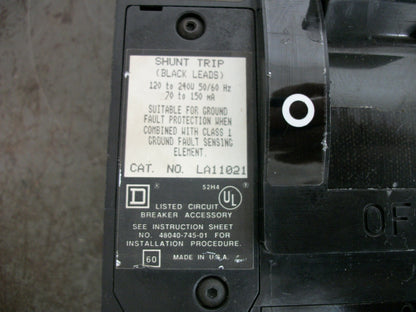 SHUNT TRIP
(BLACK LEADS)
120 to 240V 50/60 Hz
70 to 150 mA
SUITABLE FOR GROUND
FAULT PROTECTION WHEN
COMBINED WITH CLASS 1
GROUND FAULT SENSING
ELEMENT.
CAT. NO. LA11021
D 52H4 UL
LISTED CIRCUIT
BREAKER ACCESSORY
SEE INSTRUCTION SHEET
NO. 48040-745-01 FOR
INSTALLATION PROCEDURE.
60 MADE IN U.S.A.
O
OF